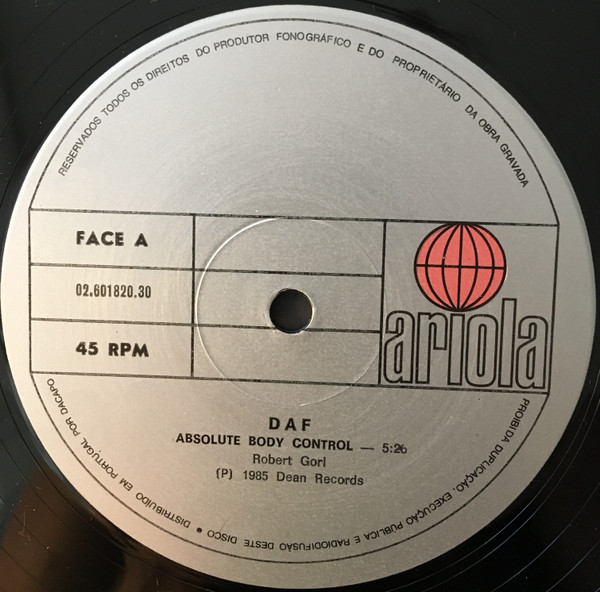 RESERVADOS TODOS OS DIREITOS DO PRODUTOR FONOGRÁFICO E DO PROPRIETÁRIO DA OBRA GRAVADA
FACE A
02.601820.30
45 RPM
ariola
DAF
ABSOLUTE BODY CONTROL — 5:26
Robert Gorl
(P) 1985 Dean Records
PROIBIDA DUPLICAÇÃO, EXECUÇÃO PÚBLICA E RADIODIFUSÃO DESTE DISCO • DISTRIBUIDO EM PORTUGAL POR DACAPO